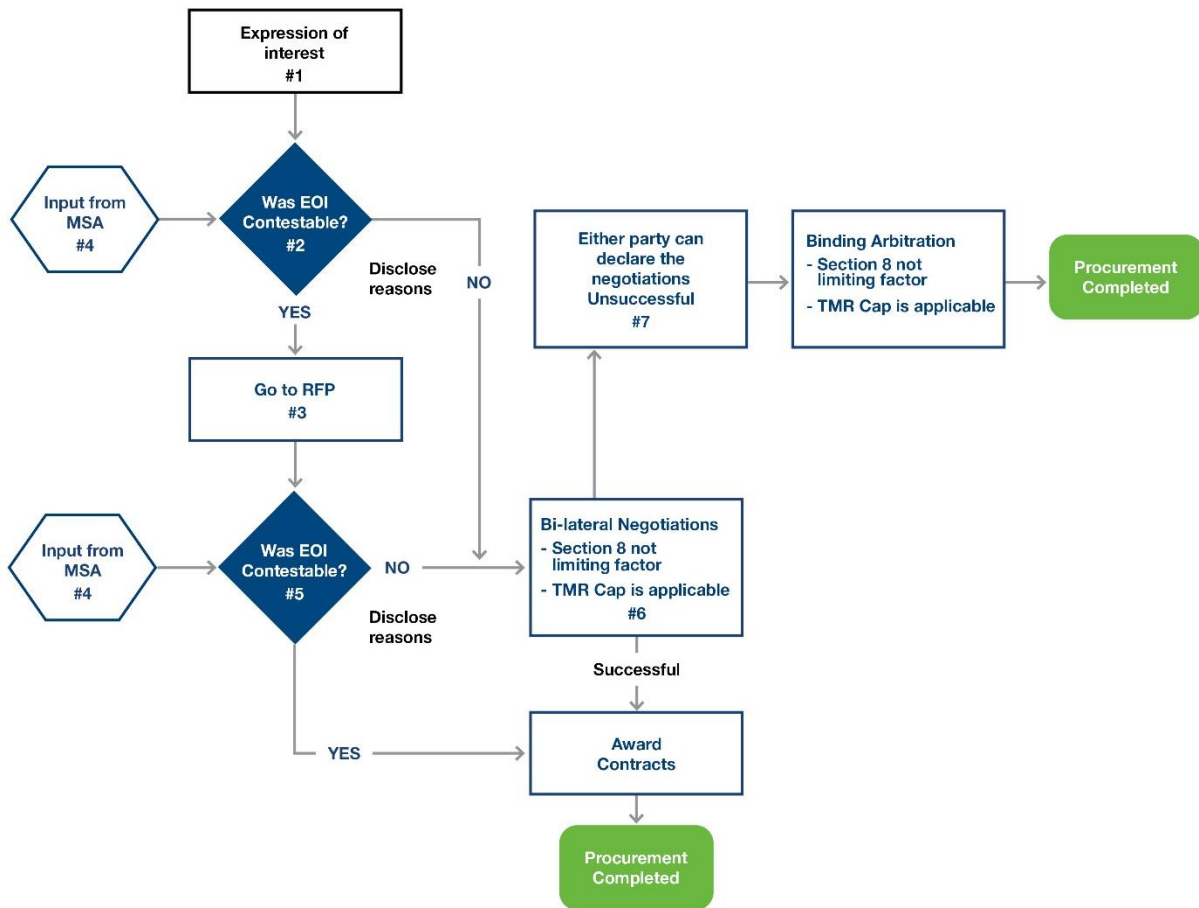 Expression of
interest
#1
Input from
MSA
#4
Was EOI
Contestable?
#2
Disclose
reasons
NO
YES
Go to RFP
#3
Input from
MSA
#4
Was EOI
Contestable?
#5
NO
Disclose
reasons
YES
Either party can
declare the
negotiations
Unsuccessful
#7
Binding Arbitration
- Section 8 not
limiting factor
- TMR Cap is applicable
Procurement
Completed
Bi-lateral Negotiations
- Section 8 not
limiting factor
- TMR Cap is applicable
#6
Successful
Award
Contracts
Procurement
Completed